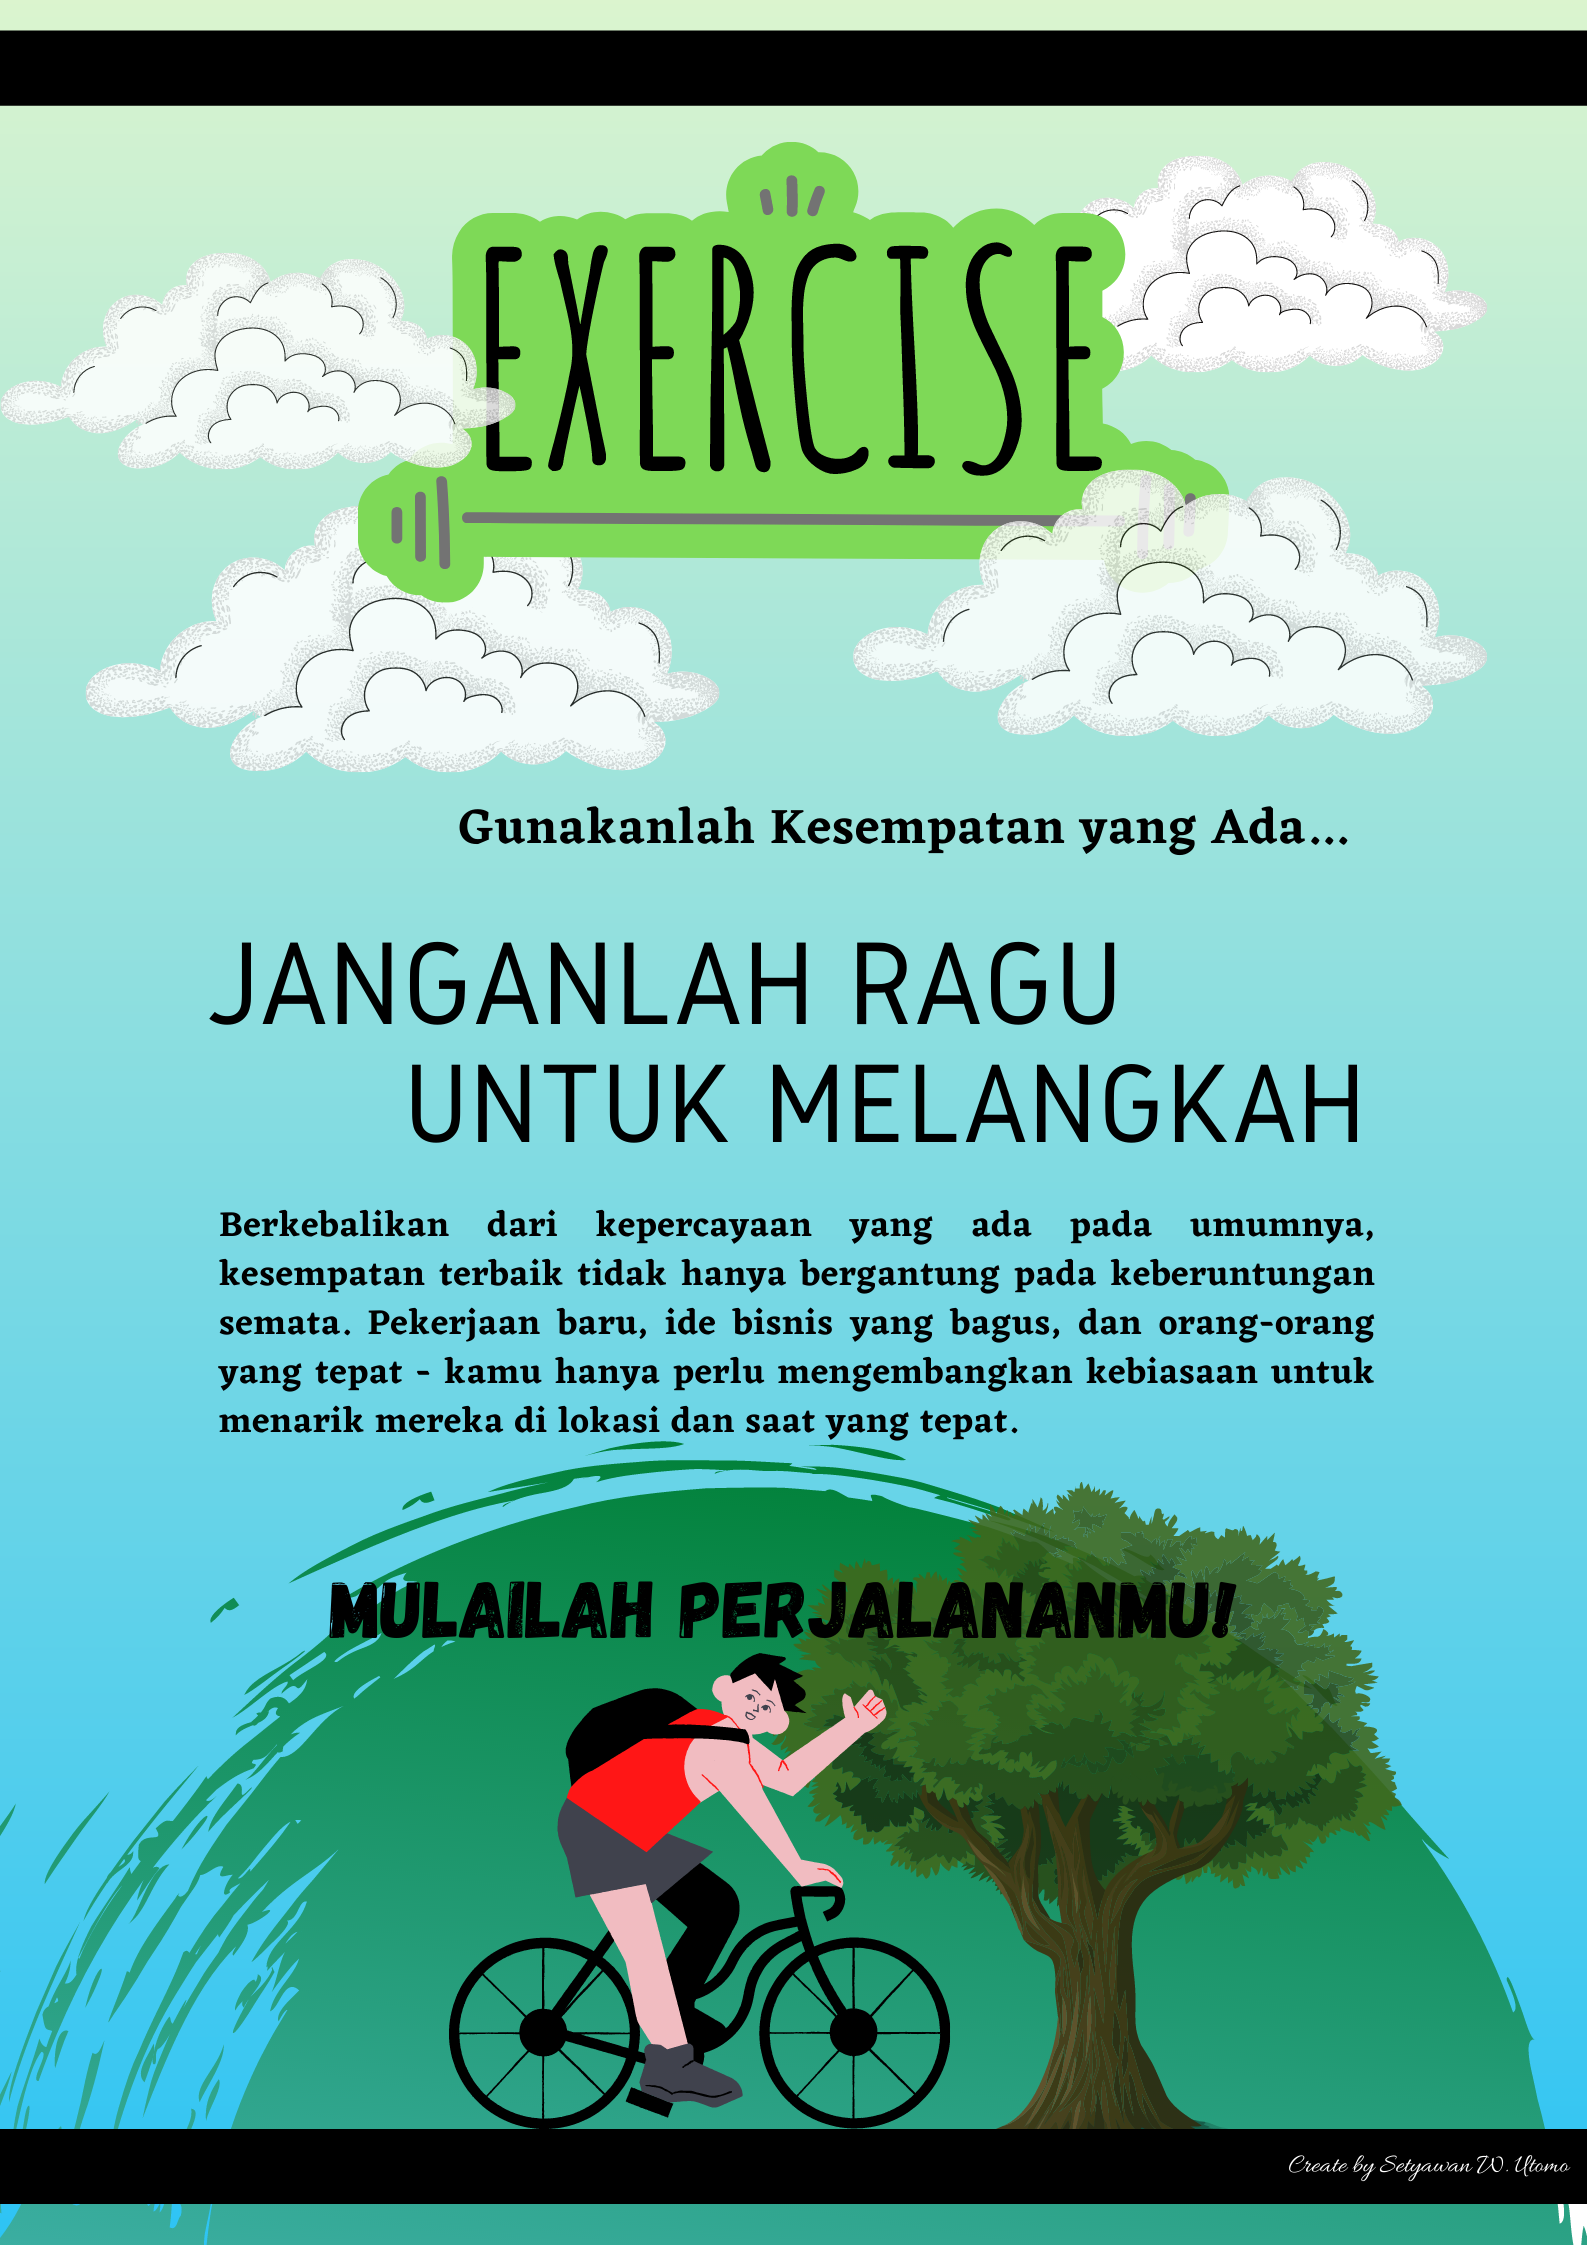 EXERCISE
Gunakanlah Kesempatan yang Ada...
JANGANLAH RAGU
UNTUK MELANGKAH
Berkebalikan dari kepercayaan yang ada pada umumnya,
kesempatan terbaik tidak hanya bergantung pada keberuntungan
semata. Pekerjaan baru, ide bisnis yang bagus, dan orang-orang
yang tepat - kamu hanya perlu mengembangkan kebiasaan untuk
menarik mereka di lokasi dan saat yang tepat.
MULAILAH PERJALANANMU!
Create by Setyawan W. Utomo